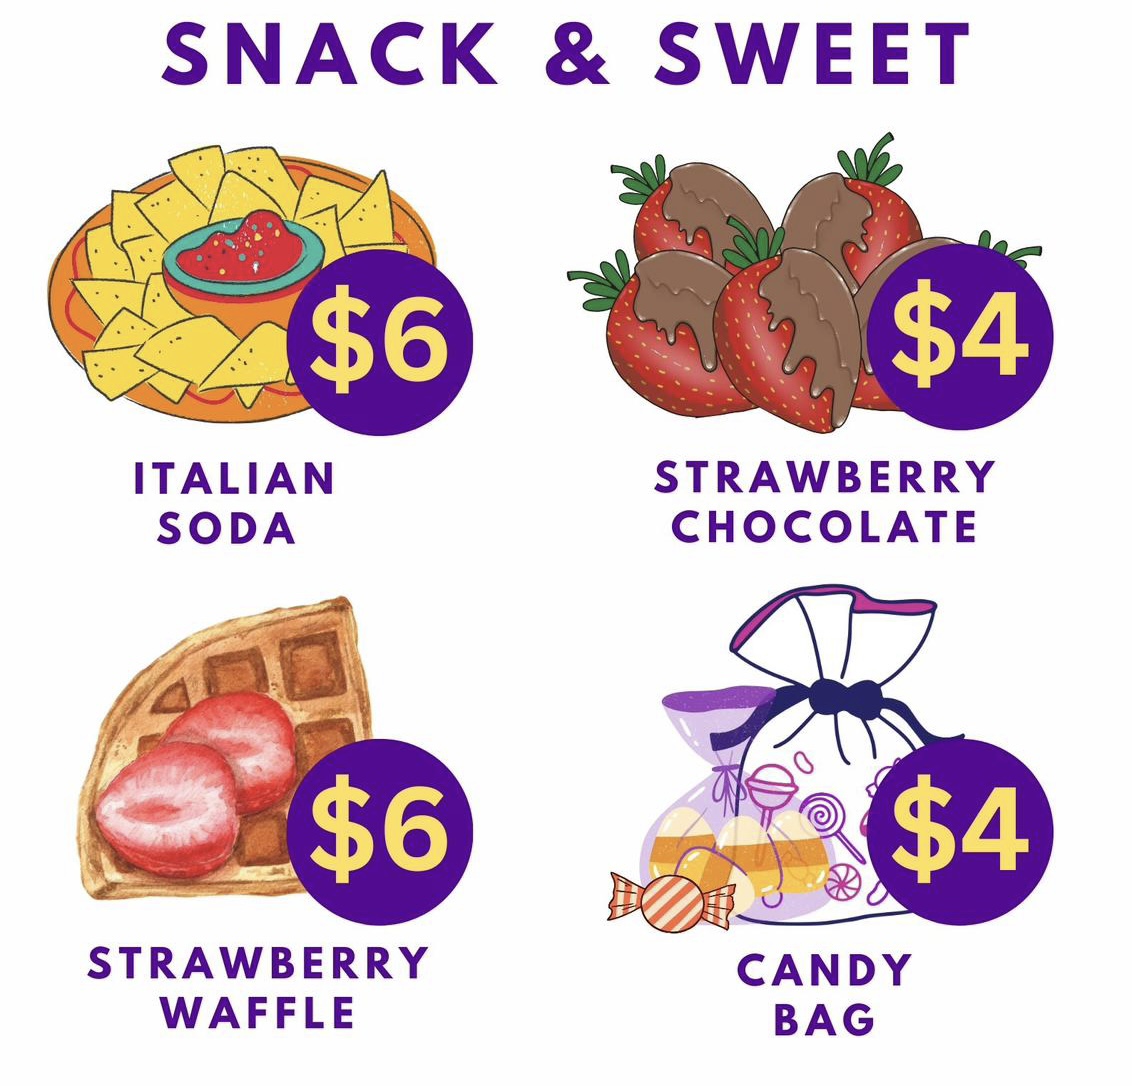 SNACK & SWEET
$6
$4
ITALIAN
SODA
STRAWBERRY
CHOCOLATE
$6
$4
STRAWBERRY
WAFFLE
CANDY
BAG